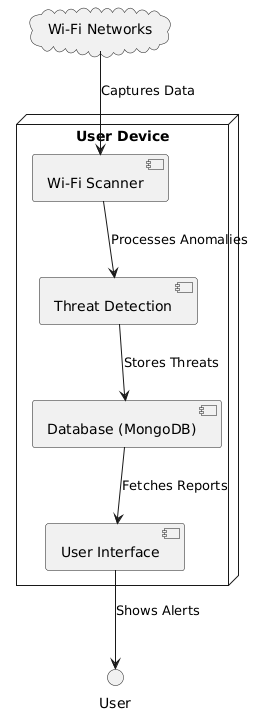 Wi-Fi Networks
Captures Data
User Device
Wi-Fi Scanner
Processes Anomalies
Threat Detection
Stores Threats
Database (MongoDB)
Fetches Reports
User Interface
Shows Alerts
User